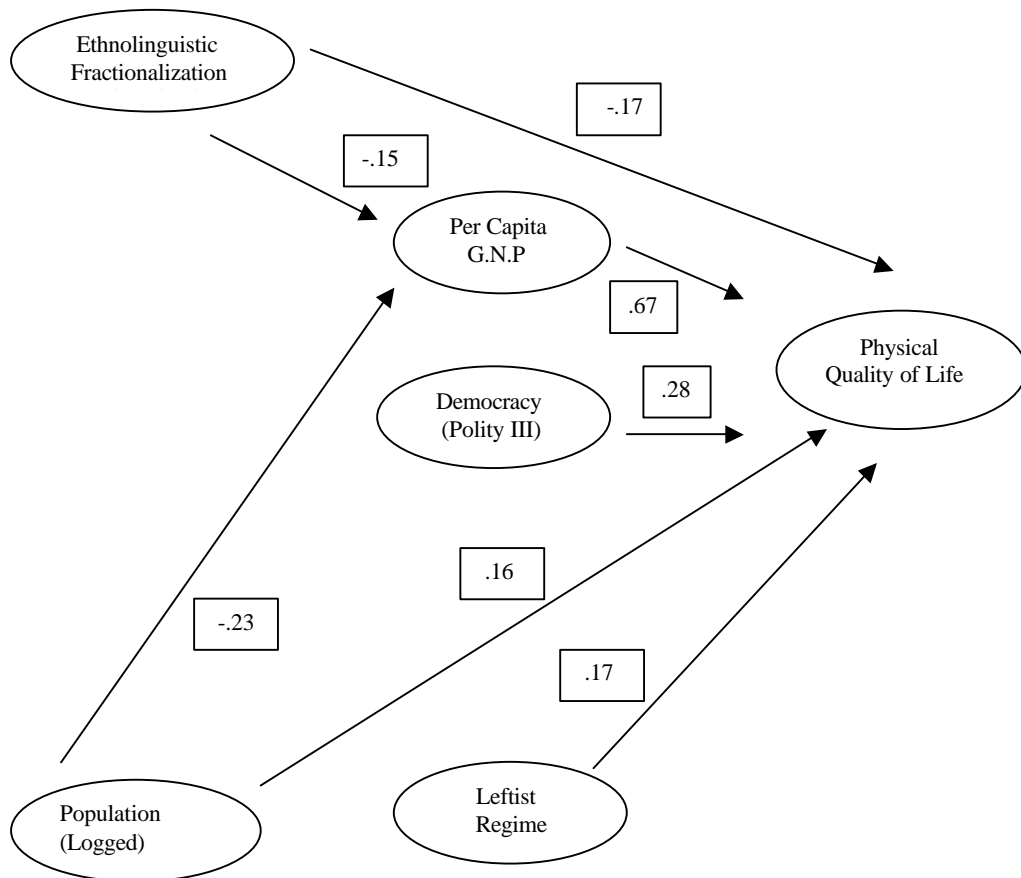 Ethnolinguistic
Fractionalization
-.17
-.15
Per Capita
G.N.P
.67
Physical
Quality of Life
Democracy
(Polity III)
.28
.16
-.23
.17
Population
(Logged)
Leftist
Regime